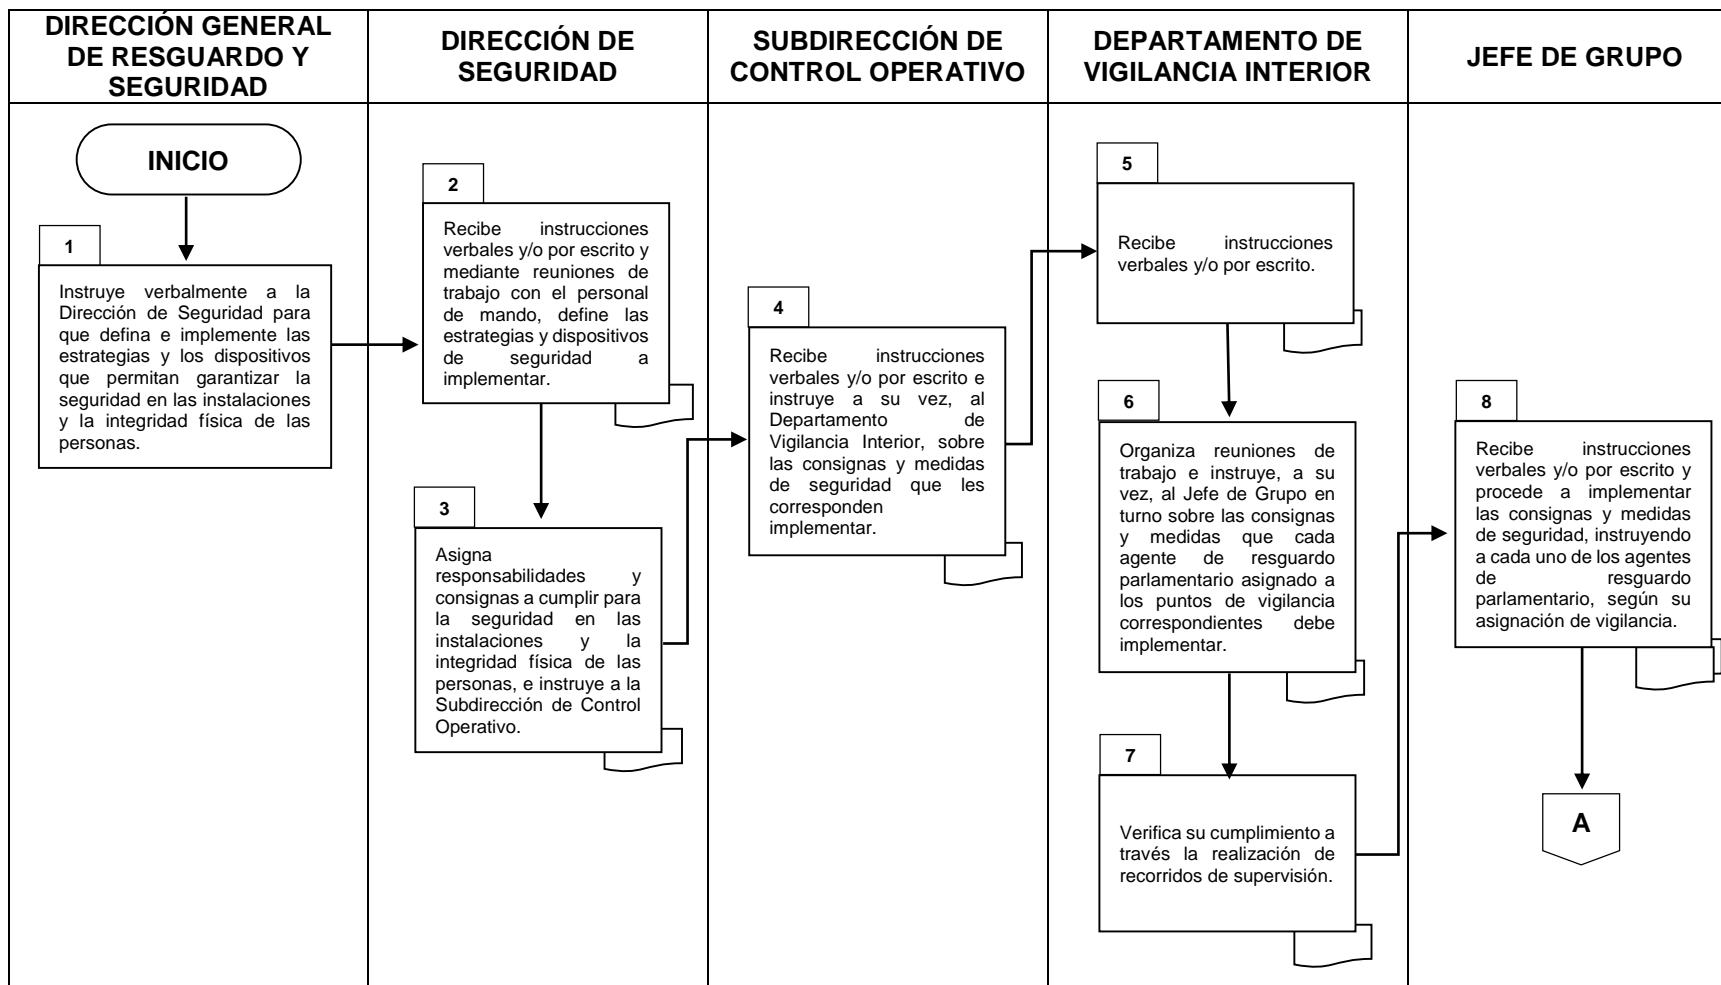 DIRECCIÓN GENERAL
DE RESGUARDO Y
SEGURIDAD
DIRECCIÓN DE
SEGURIDAD
SUBDIRECCIÓN DE
CONTROL OPERATIVO
DEPARTAMENTO DE
VIGILANCIA INTERIOR
JEFE DE GRUPO
INICIO
1
Instruye verbalmente a la
Dirección de Seguridad para
que defina e implemente las
estrategias y los dispositivos
que permitan garantizar la
seguridad en las instalaciones
y la integridad física de las
personas.
2
Recibe instrucciones
verbales y/o por escrito y
mediante reuniones de
trabajo con el personal
de mando, define las
estrategias y dispositivos
de seguridad a
implementar.
3
Asigna
responsabilidades y
consignas a cumplir para
la seguridad en las
instalaciones y la
integridad física de las
personas, e instruye a la
Subdirección de Control
Operativo.
4
Recibe instrucciones
verbales y/o por escrito e
instruye a su vez, al
Departamento de
Vigilancia Interior, sobre
las consignas y medidas
de seguridad que les
corresponden
implementar.
5
Recibe instrucciones
verbales y/o por escrito.
6
Organiza reuniones de
trabajo e instruye, a su
vez, al Jefe de Grupo en
turno sobre las consignas
y medidas que cada
agente de resguardo
parlamentario asignado a
los puntos de vigilancia
correspondientes debe
implementar.
7
Verifica su cumplimiento a
través la realización de
recorridos de supervisión.
8
Recibe instrucciones
verbales y/o por escrito y
procede a implementar
las consignas y medidas
de seguridad, instruyendo
a cada uno de los agentes
de resguardo
parlamentario, según su
asignación de vigilancia.
A